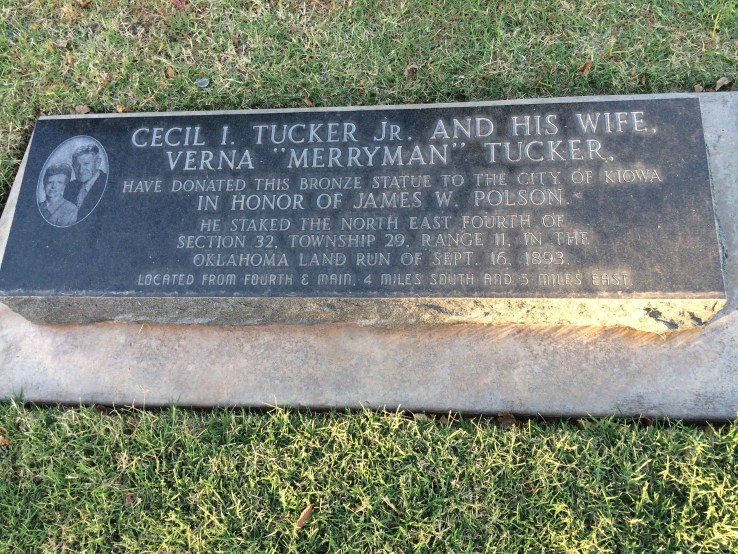 CECIL I. TUCKER JR. AND HIS WIFE,
VERNA "MERRYMAN" TUCKER,
HAVE DONATED THIS BRONZE STATUE TO THE CITY OF KIOWA
IN HONOR OF JAMES W. POLSON.
HE STAKED THE NORTH EAST FOURTH OF
SECTION 32, TOWNSHIP 29, RANGE 11, IN THE
OKLAHOMA LAND RUN OF SEPT. 16, 1893.
LOCATED FROM FOURTH & MAIN, 4 MILES SOUTH AND 5 MILES EAST.